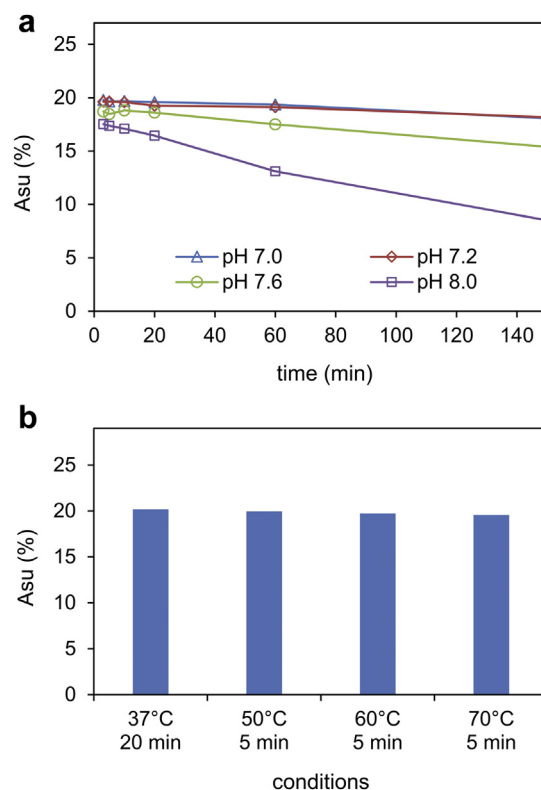 a
25
20
15
10
5
0
Asu (%)
pH 7.0 pH 7.2
pH 7.6 pH 8.0
0 20 40 60 80 100 120 140
time (min)
b
25
20
15
10
5
0
Asu (%)
37°C 50°C 60°C 70°C
20 min 5 min 5 min 5 min
conditions